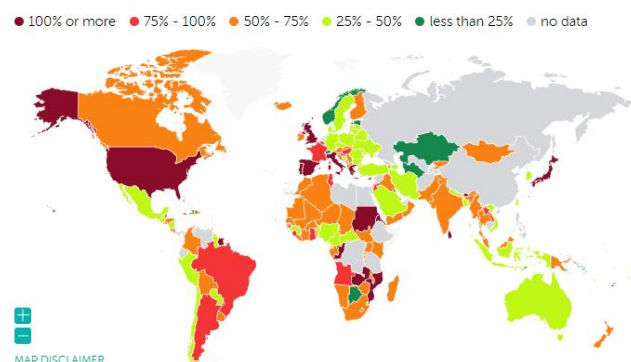 100% or more 75% - 100% 50% - 75% 25% - 50% less than 25% no data
+
−
MAP DISCLAIMER